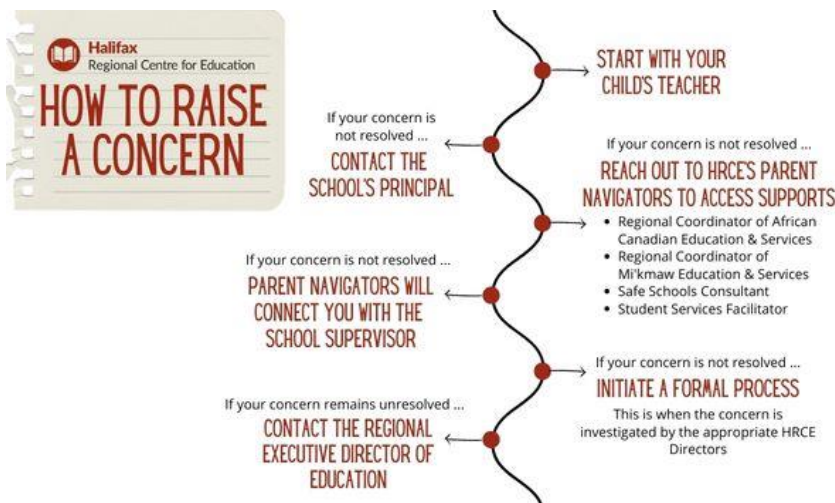 Halifax
Regional Centre for Education
HOW TO RAISE
A CONCERN
START WITH YOUR
CHILD'S TEACHER
If your concern is
not resolved ...
CONTACT THE
SCHOOL'S PRINCIPAL
If your concern is not resolved ...
REACH OUT TO HRCE'S PARENT
NAVIGATORS TO ACCESS SUPPORTS
• Regional Coordinator of African
Canadian Education & Services
• Regional Coordinator of
Mi'kmaw Education & Services
• Safe Schools Consultant
• Student Services Facilitator
If your concern is not resolved ...
PARENT NAVIGATORS WILL
CONNECT YOU WITH THE
SCHOOL SUPERVISOR
If your concern is not resolved ...
INITIATE A FORMAL PROCESS
This is when the concern is
investigated by the appropriate HRCE
Directors
If your concern remains unresolved ...
CONTACT THE REGIONAL
EXECUTIVE DIRECTOR OF
EDUCATION